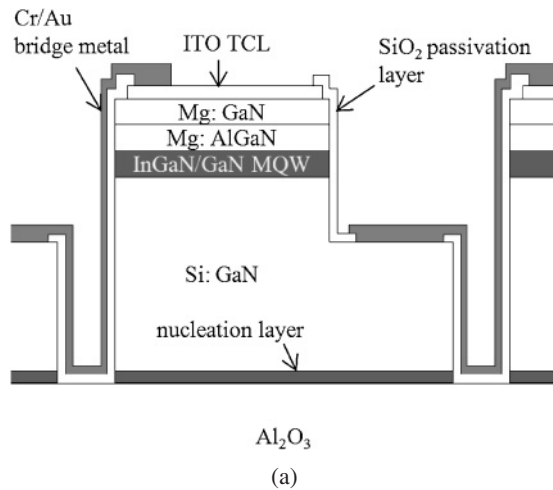 Cr/Au
bridge metal
ITO TCL
SiO₂ passivation
layer
Mg: GaN
Mg: AlGaN
InGaN/GaN MQW
Si: GaN
nucleation layer
Al₂O₃
(a)